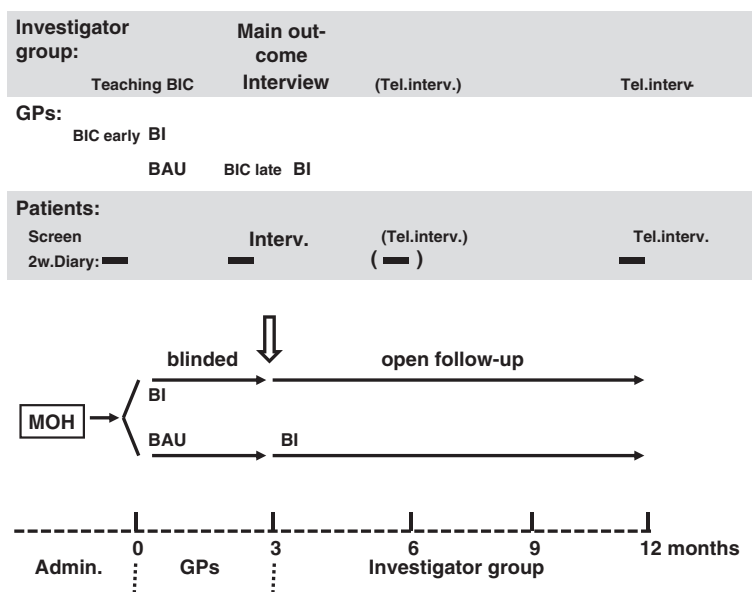 Investigator group: Main out-come
Teaching BIC Interview (Tel.interv.) Tel.interv-
GPs:
BIC early BI
BAU BIC late BI
Patients:
Screen Interv. (Tel.interv.) Tel.interv.
2w.Diary: ( )
blinded open follow-up
BI
MOH
BAU BI
0 3 6 9 12 months
Admin. GPs Investigator group